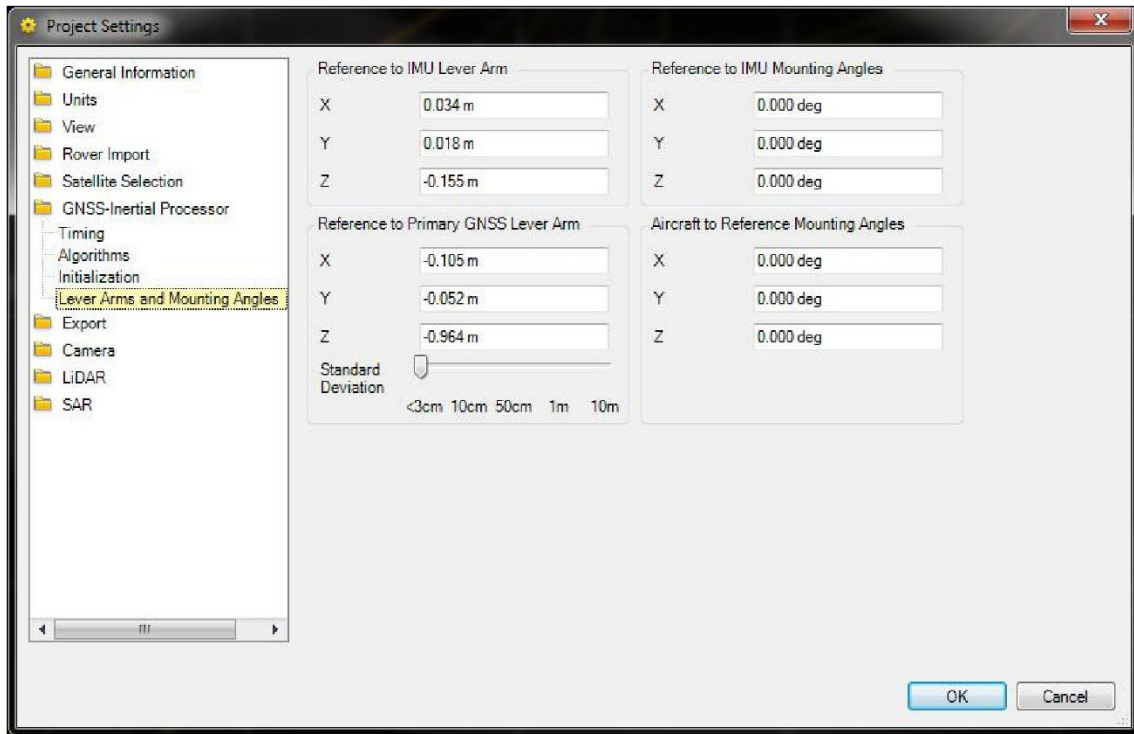 Project Settings
General Information
Units
View
Rover Import
Satellite Selection
GNSS-Inertial Processor
Timing
Algorithms
Initialization
Lever Arms and Mounting Angles
Export
Camera
LiDAR
SAR
Reference to IMU Lever Arm
X 0.034 m
Y 0.018 m
Z -0.155 m
Reference to IMU Mounting Angles
X 0.000 deg
Y 0.000 deg
Z 0.000 deg
Reference to Primary GNSS Lever Arm
X -0.105 m
Y -0.052 m
Z -0.964 m
Standard
Deviation
<3cm 10cm 50cm 1m 10m
Aircraft to Reference Mounting Angles
X 0.000 deg
Y 0.000 deg
Z 0.000 deg
OK Cancel